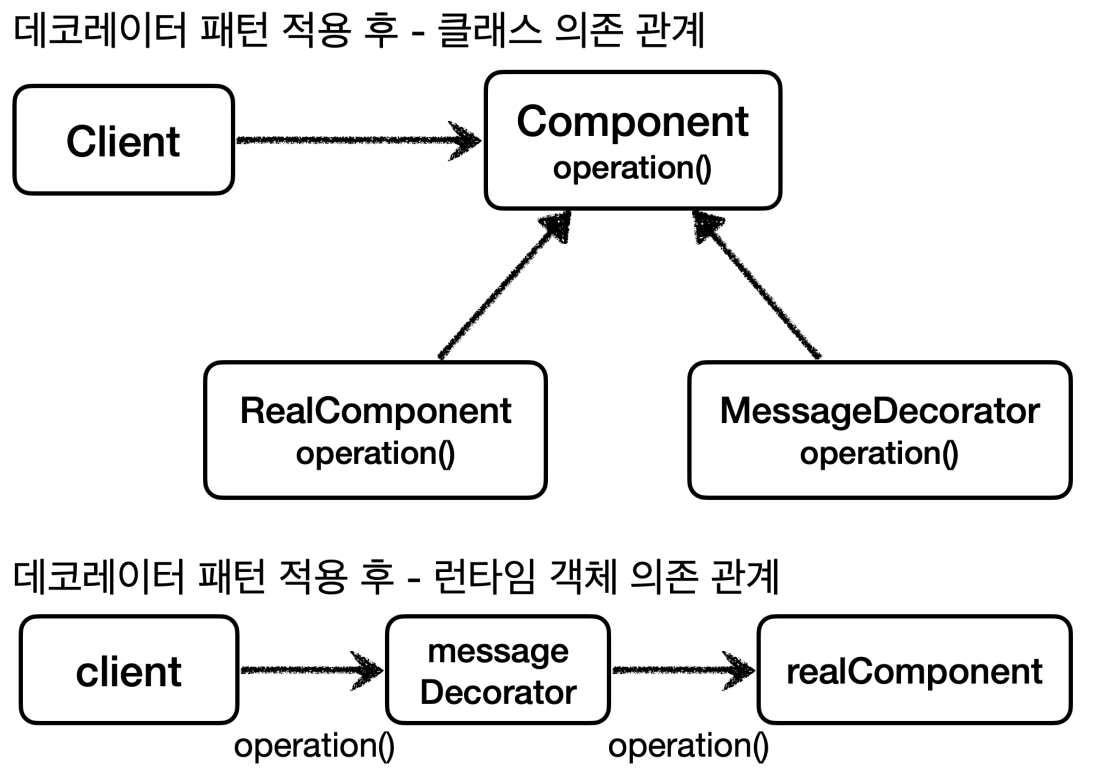 데코레이터 패턴 적용 후 - 클래스 의존 관계
Client
Component
operation()
RealComponent
operation()
MessageDecorator
operation()
데코레이터 패턴 적용 후 - 런타임 객체 의존 관계
client
message
Decorator
realComponent
operation()
operation()